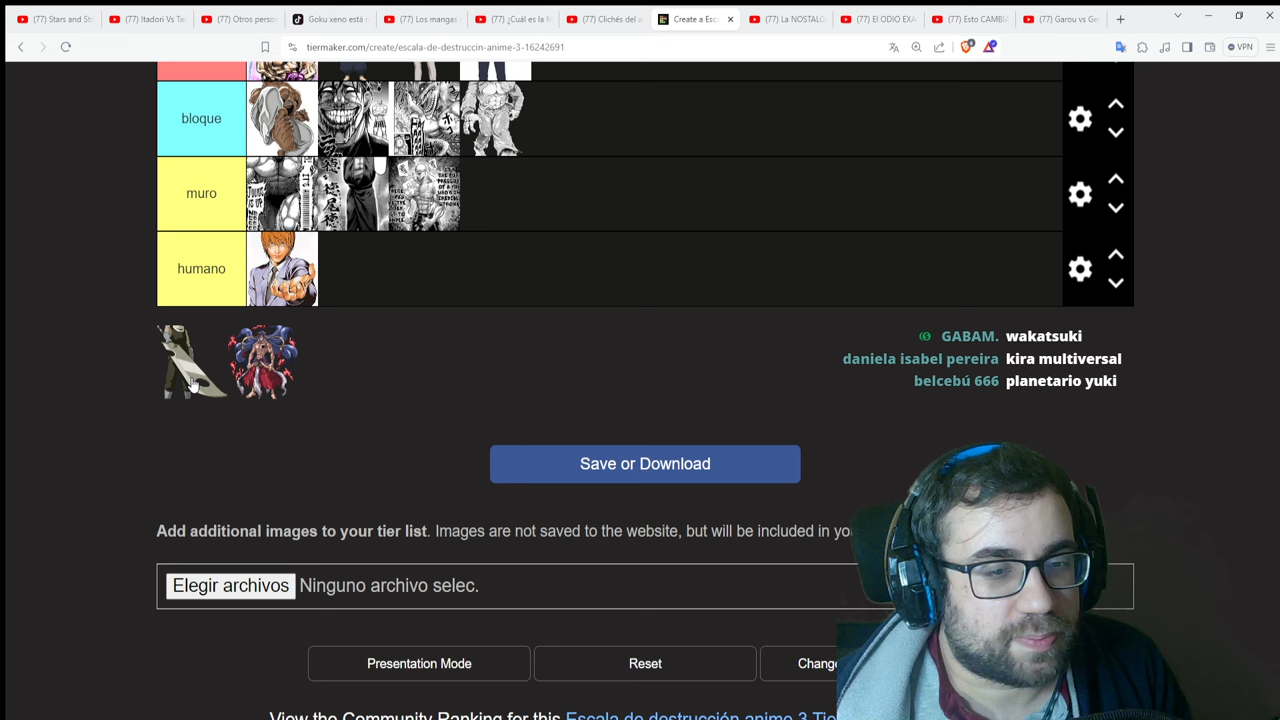 (77) Stars and Str
(77) Itadori Vs Ta
(77) Otros perso
Goku xeno está
(77) Los mangas
(77) ¿Cuál es la M
(77) Clichés del a
Create a Esca
(77) La NOSTALG
(77) El ODIO EXA
(77) Esto CAMBIA
(77) Garou vs Ge
tiermaker.com/create/escala-de-destruccin-anime-3-16242691
VPN
bloque
muro
humano
GABAM. wakatsuki
daniela isabel pereira kira multiversal
belcebú 666 planetario yuki
Save or Download
Add additional images to your tier list. Images are not saved to the website, but will be included in yo
Elegir archivos Ninguno archivo selec.
Presentation Mode
Reset
Change
View the Community Ranking for this Escala de destrucción anime 3 Tie